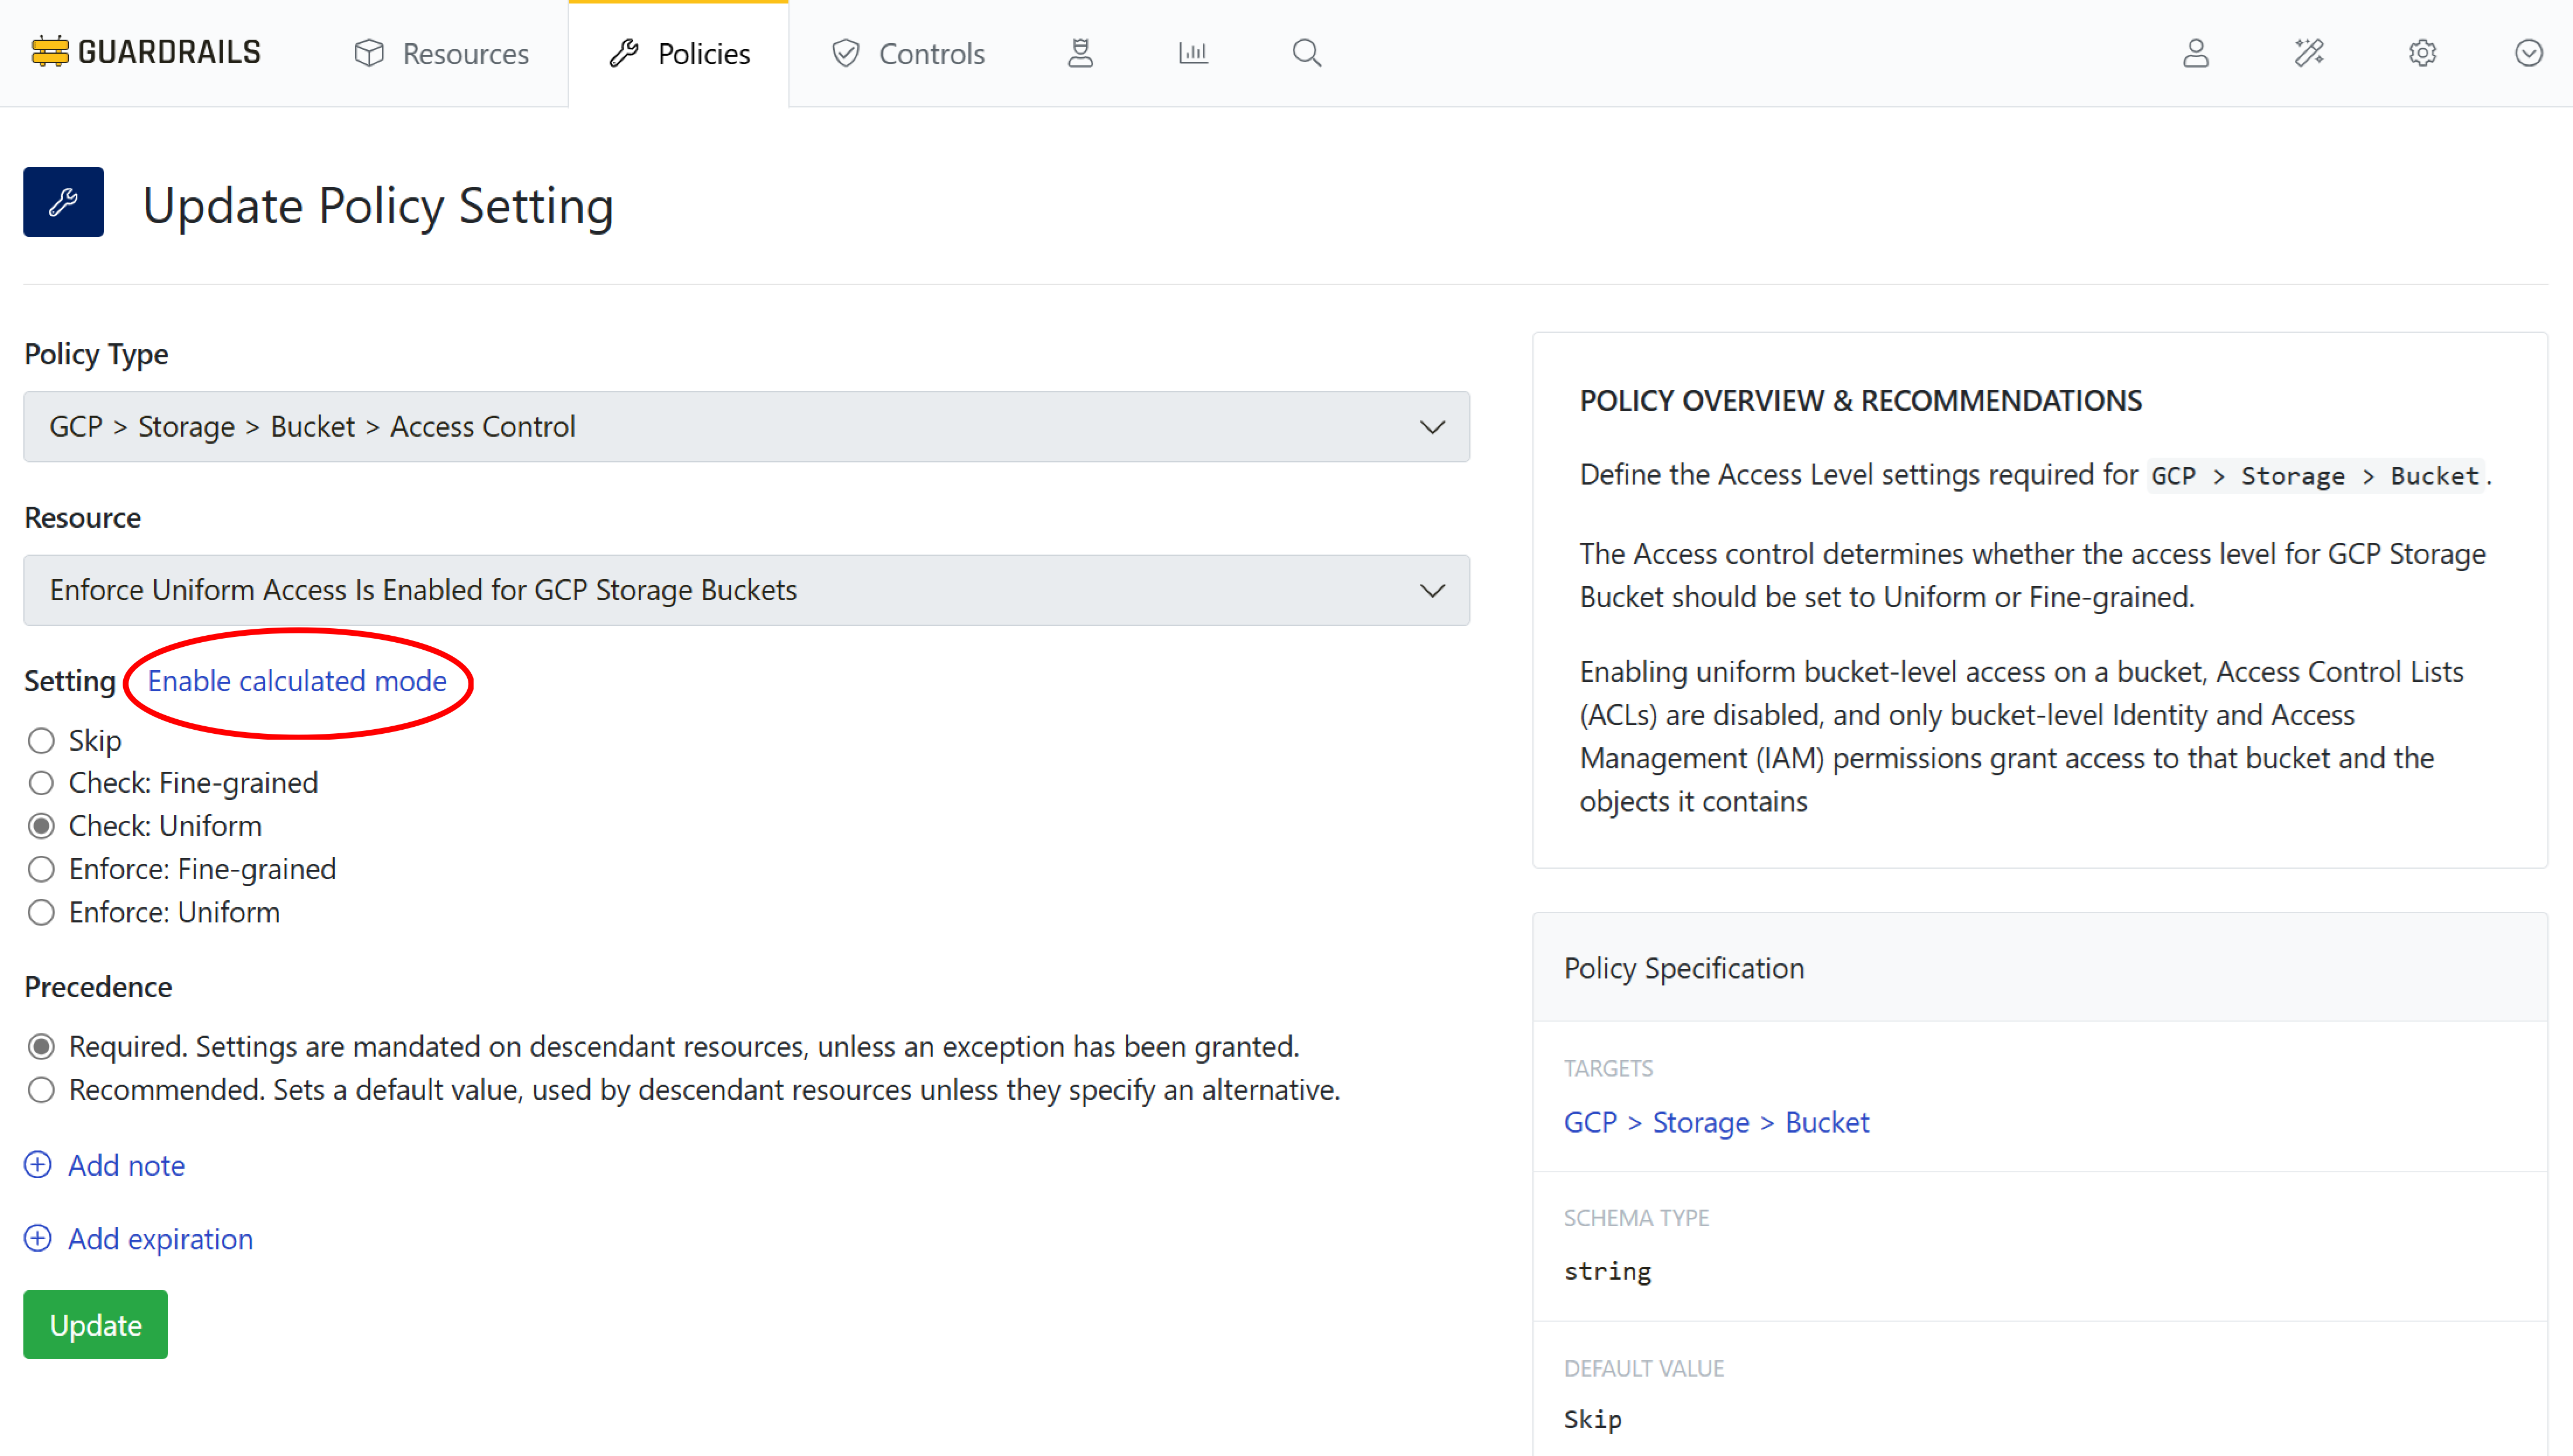 GUARDRAILS Resources Policies Controls
Update Policy Setting
Policy Type
GCP > Storage > Bucket > Access Control
Resource
Enforce Uniform Access Is Enabled for GCP Storage Buckets
Setting Enable calculated mode
Skip
Check: Fine-grained
Check: Uniform
Enforce: Fine-grained
Enforce: Uniform
Precedence
Required. Settings are mandated on descendant resources, unless an exception has been granted.
Recommended. Sets a default value, used by descendant resources unless they specify an alternative.
Add note
Add expiration
Update
POLICY OVERVIEW & RECOMMENDATIONS
Define the Access Level settings required for GCP > Storage > Bucket.
The Access control determines whether the access level for GCP Storage
Bucket should be set to Uniform or Fine-grained.
Enabling uniform bucket-level access on a bucket, Access Control Lists
(ACLs) are disabled, and only bucket-level Identity and Access
Management (IAM) permissions grant access to that bucket and the
objects it contains
Policy Specification
TARGETS
GCP > Storage > Bucket
SCHEMA TYPE
string
DEFAULT VALUE
Skip